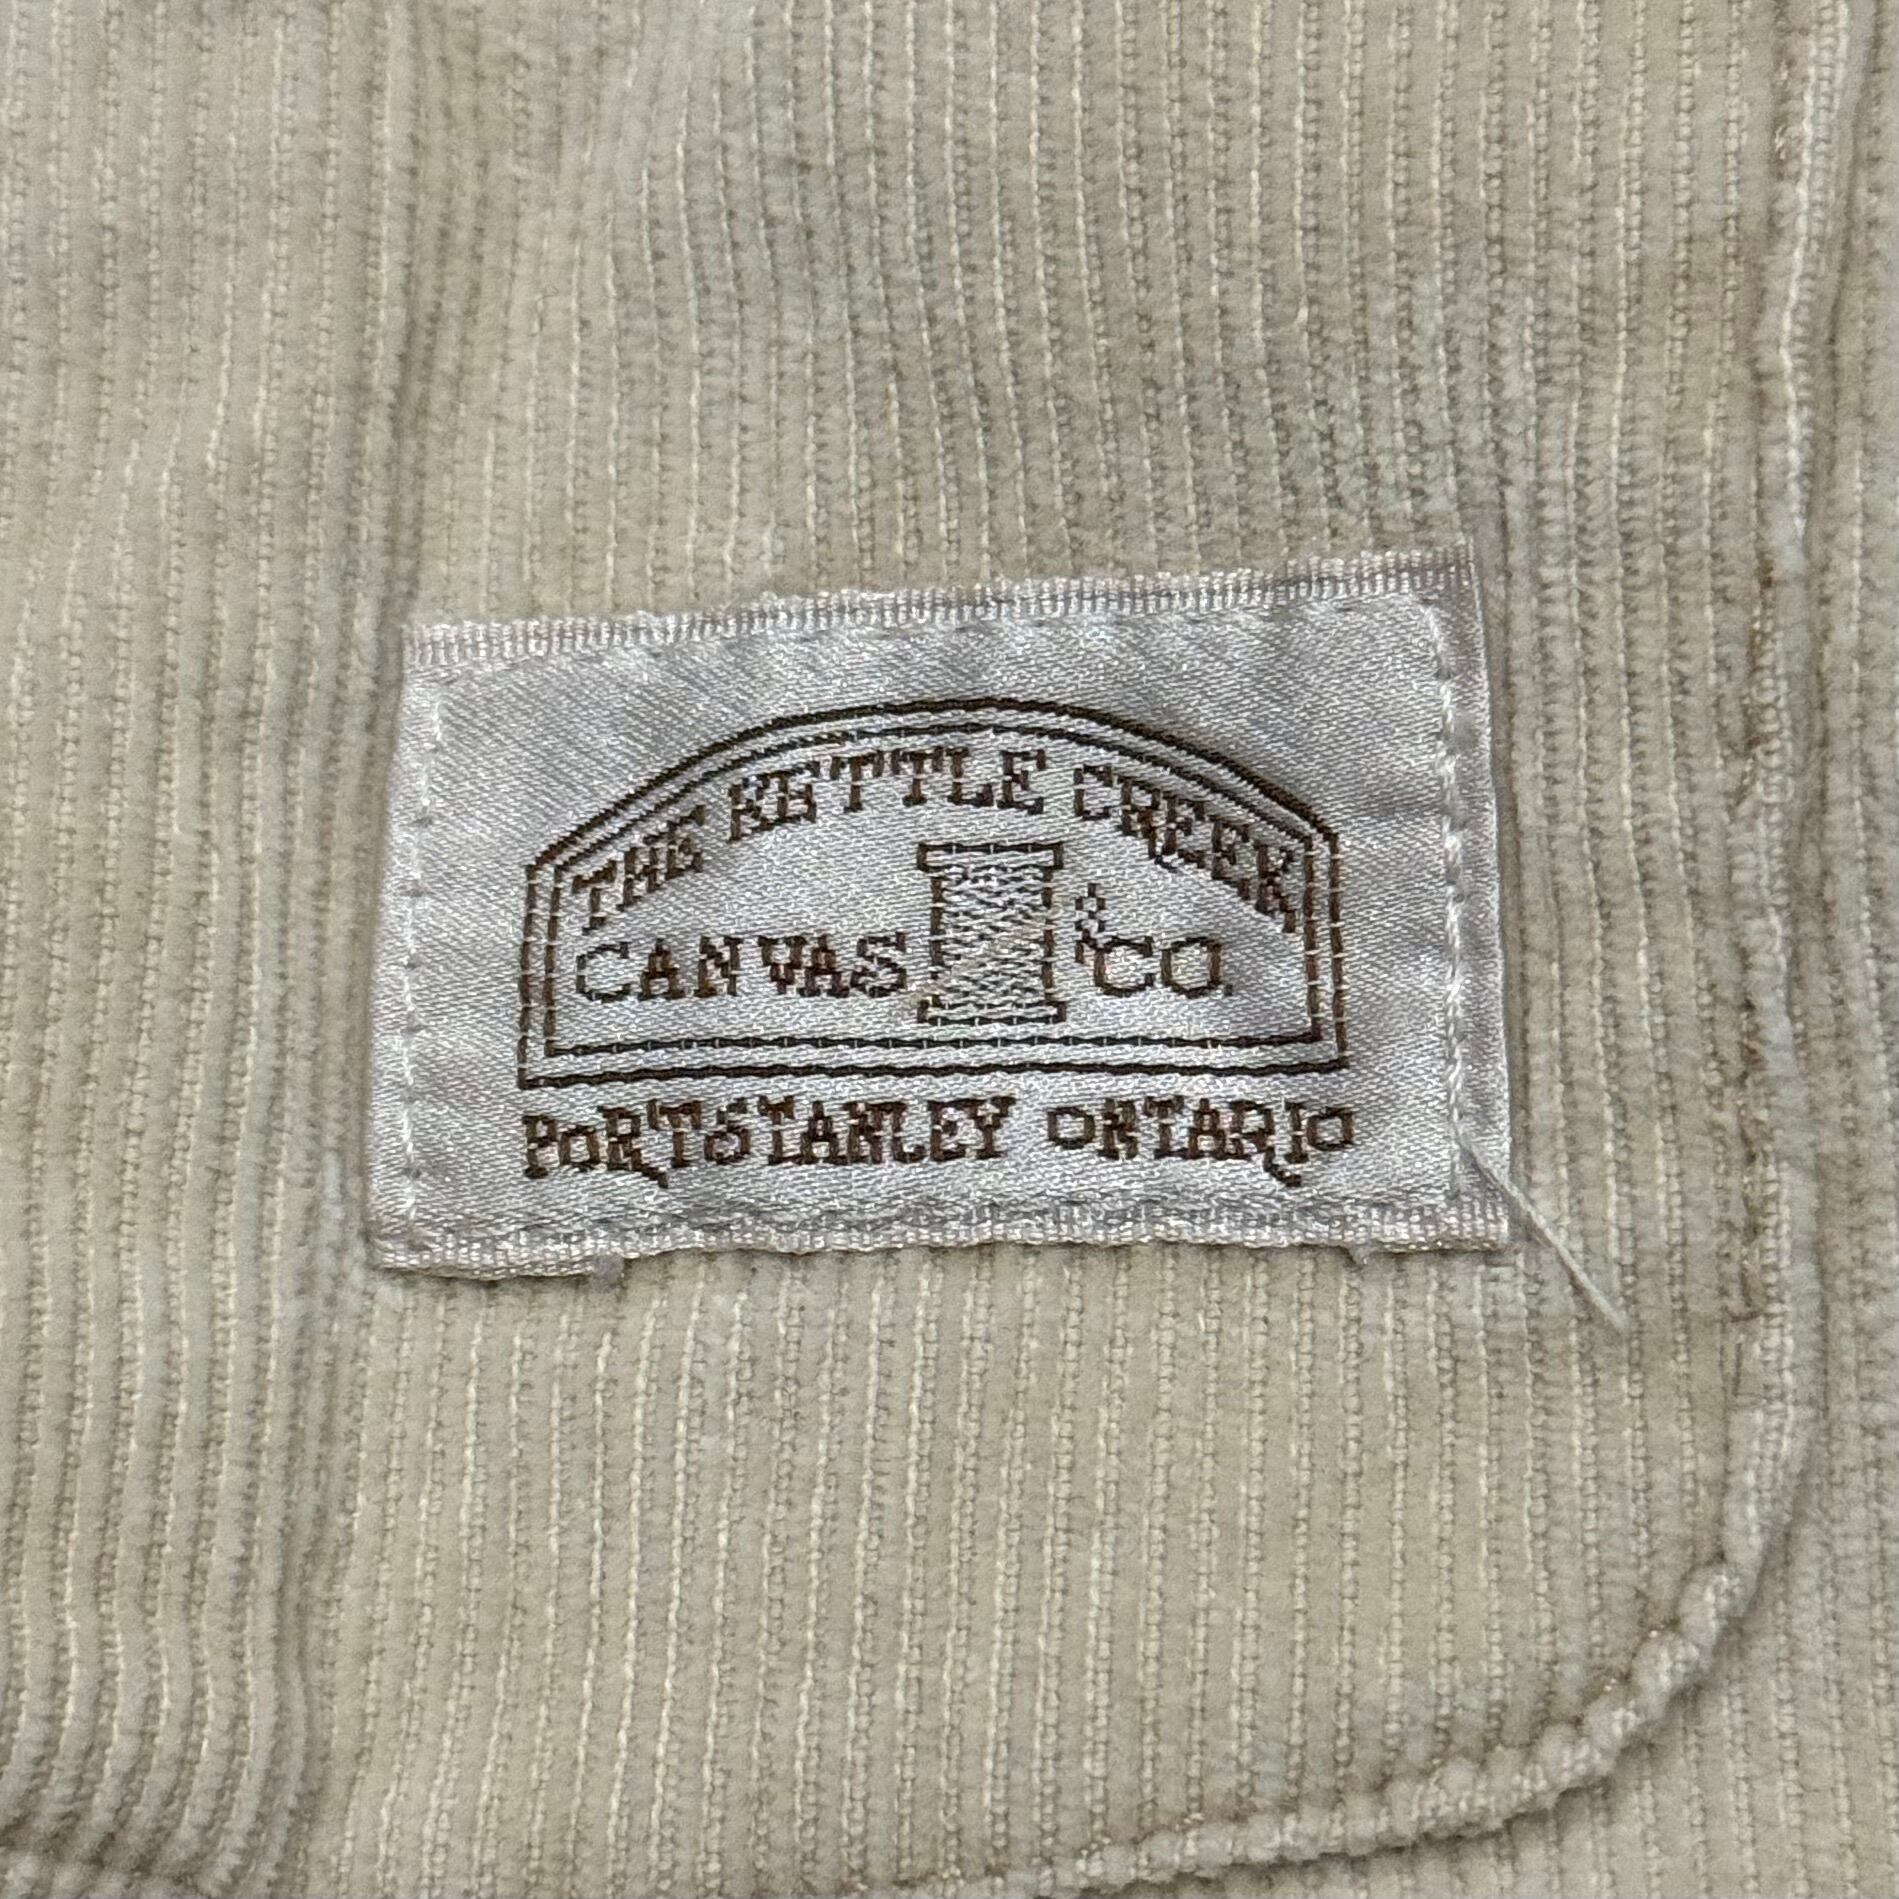 THE KETTLE CREEK
CANVAS & CO.
PORT STANLEY ONTARIO